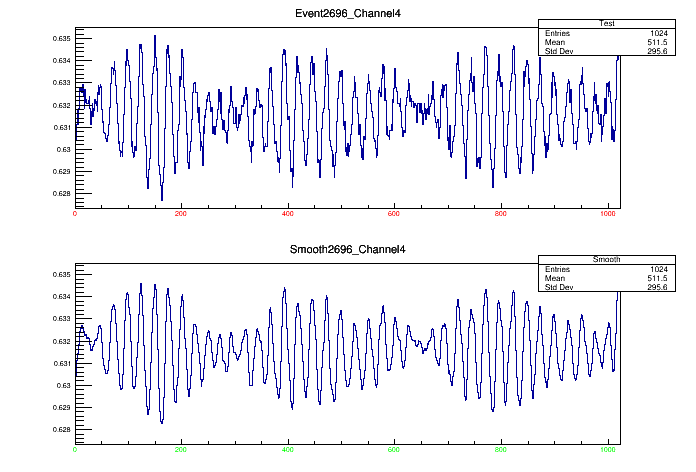 Event2696_Channel4
Test
Entries 1024
Mean 511.5
Std Dev 295.6
0.635
0.634
0.633
0.632
0.631
0.63
0.629
0.628
0 200 400 600 800 1000
Smooth2696_Channel4
Smooth
Entries 1024
Mean 511.5
Std Dev 295.6
0.635
0.634
0.633
0.632
0.631
0.63
0.629
0.628
0 200 400 600 800 1000